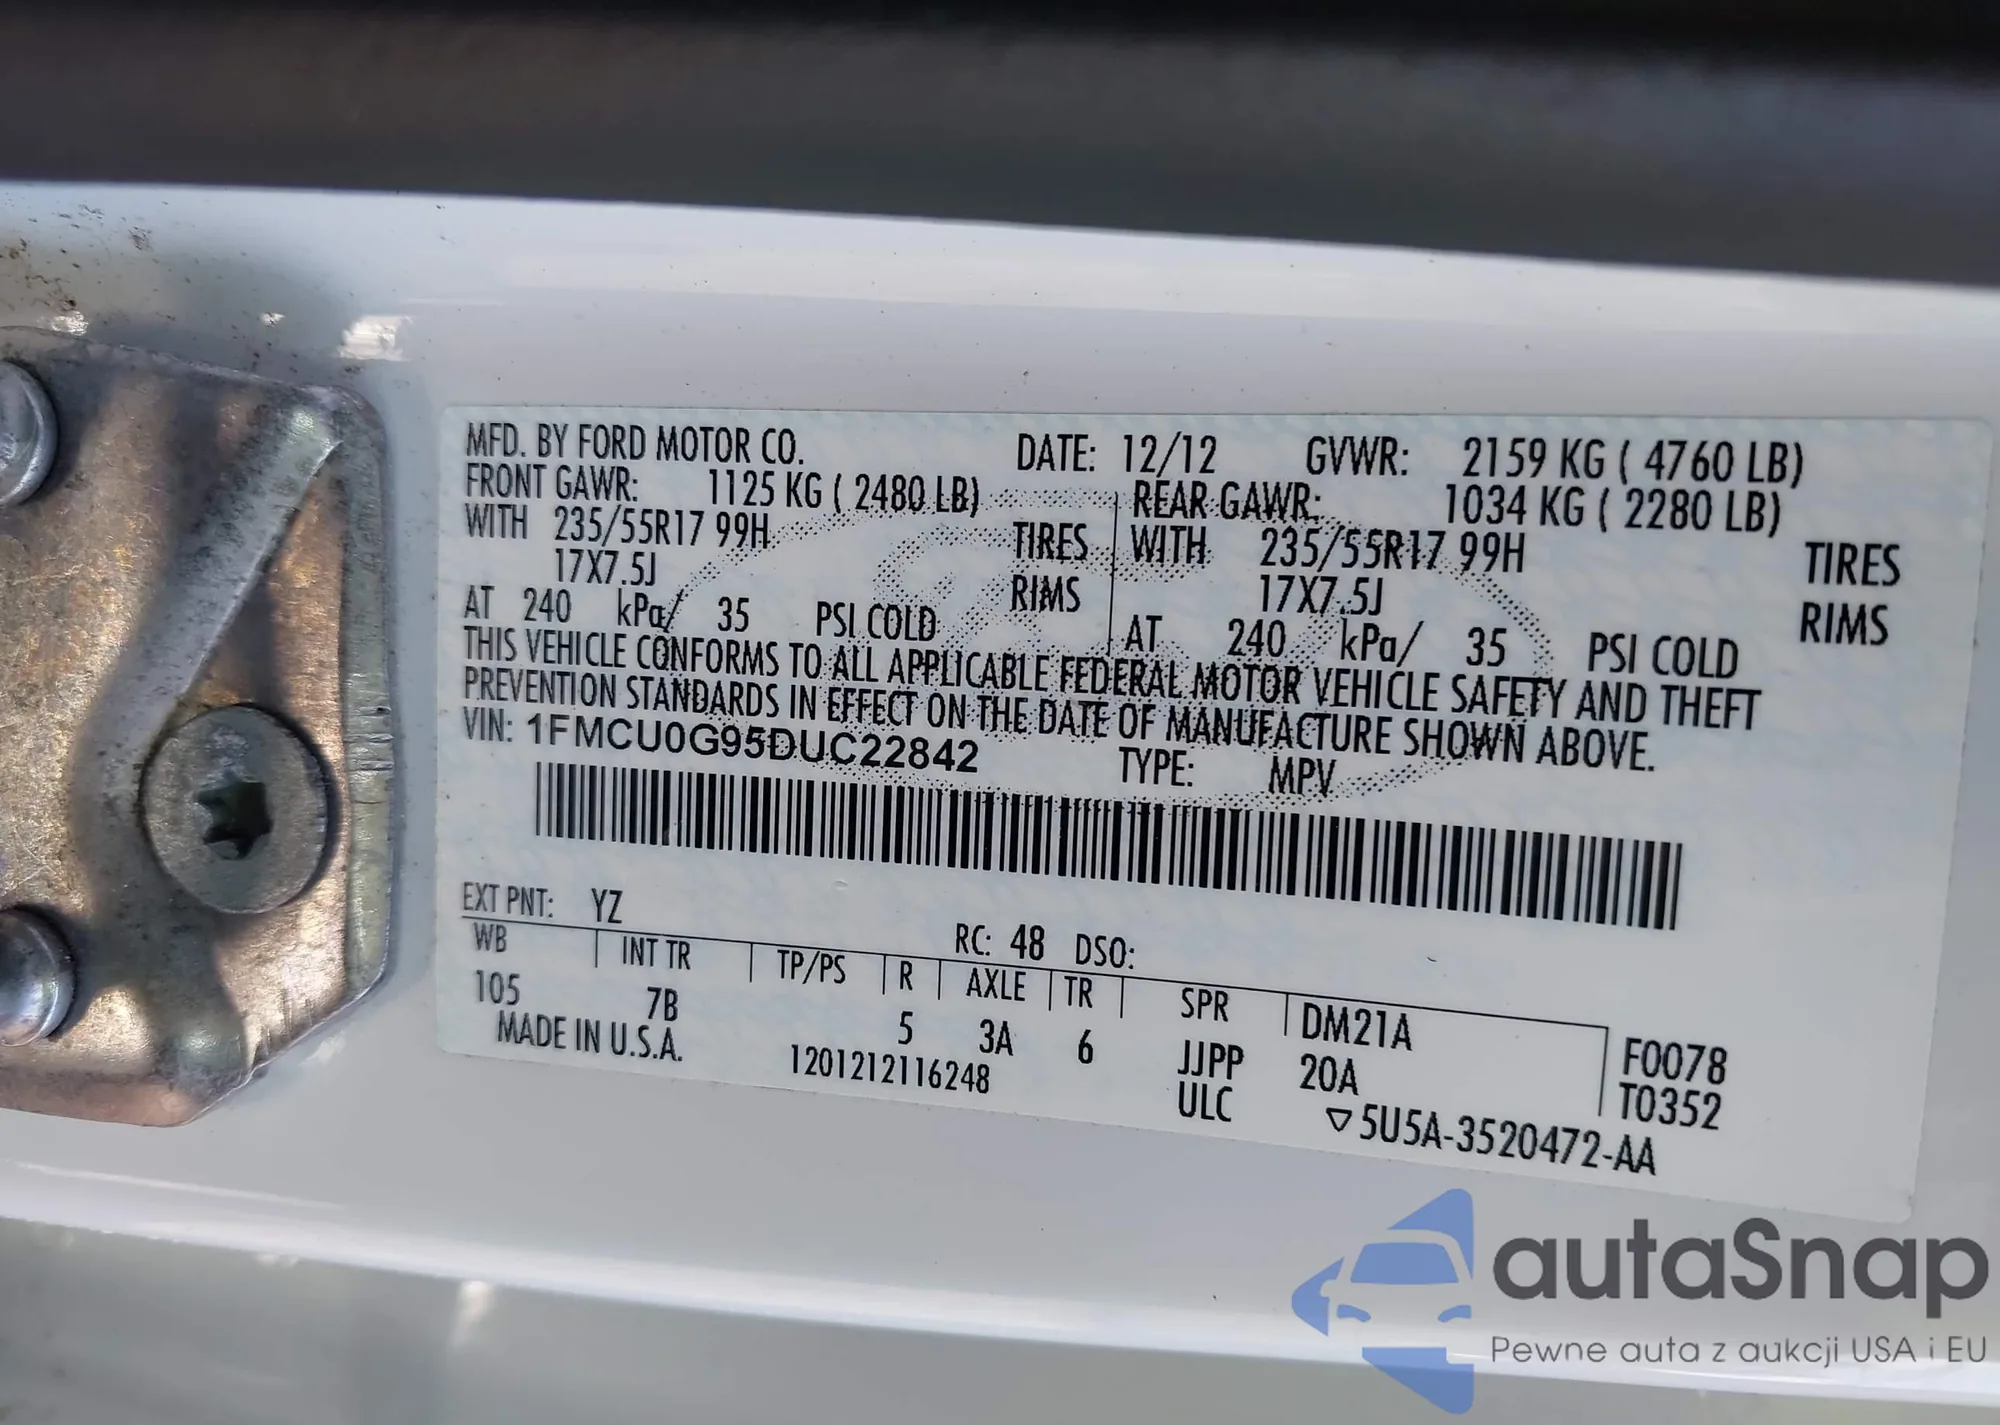 MFD. BY FORD MOTOR CO. DATE: 12/12 GVWR: 2159 KG ( 4760 LB)
FRONT GAWR: 1125 KG ( 2480 LB) REAR GAWR: 1034 KG ( 2280 LB)
WITH 235/55R17 99H TIRES WITH 235/55R17 99H TIRES
17X7.5J RIMS 17X7.5J RIMS
AT 240 kPa/ 35 PSI COLD AT 240 kPa/ 35 PSI COLD
THIS VEHICLE CONFORMS TO ALL APPLICABLE FEDERAL MOTOR VEHICLE SAFETY AND THEFT
PREVENTION STANDARDS IN EFFECT ON THE DATE OF MANUFACTURE SHOWN ABOVE.
VIN: 1FMCU0G95DUC22842 TYPE: MPV
EXT PNT: YZ RC: 48 DSO:
WB INT TR TP/PS R AXLE TR SPR DM21A F0078
105 7B 5 3A 6 JJPP 20A T0352
MADE IN U.S.A. 1201212116248 ULC ▽5U5A-3520472-AA
autaSnap
Pewne auta z aukcji USA i EU